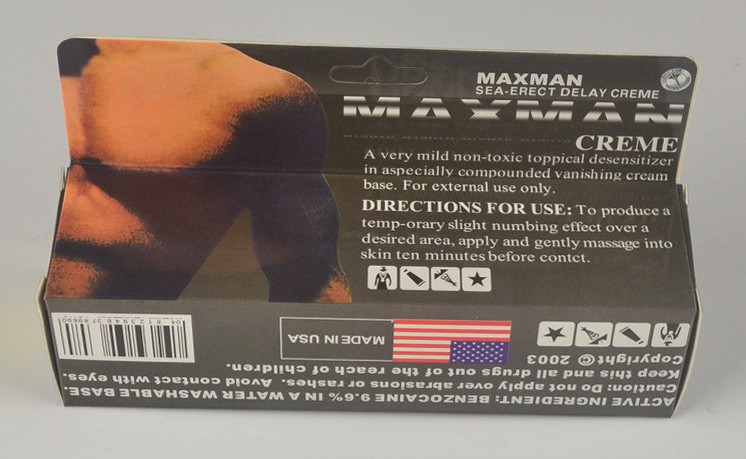 MAXMAN
SEA-ERECT DELAY CREME
MAXMAN
CREME
A very mild non-toxic toppical desensitizer
in aspecially compounded vanishing cream
base. For external use only.
DIRECTIONS FOR USE: To produce a
temp-orary slight numbing effect over a
desired area, apply and gently massage into
skin ten minutes before contct.
ACTIVE INGREDIENT: BENZOCAINE 9.6% IN A WATER WASHABLE BASE.
Caution: Do not apply over abrasions or rashes. Avoid contact with eyes.
Keep this and all drugs out of the reach of children.
Copyright© 2003
MADE IN USA